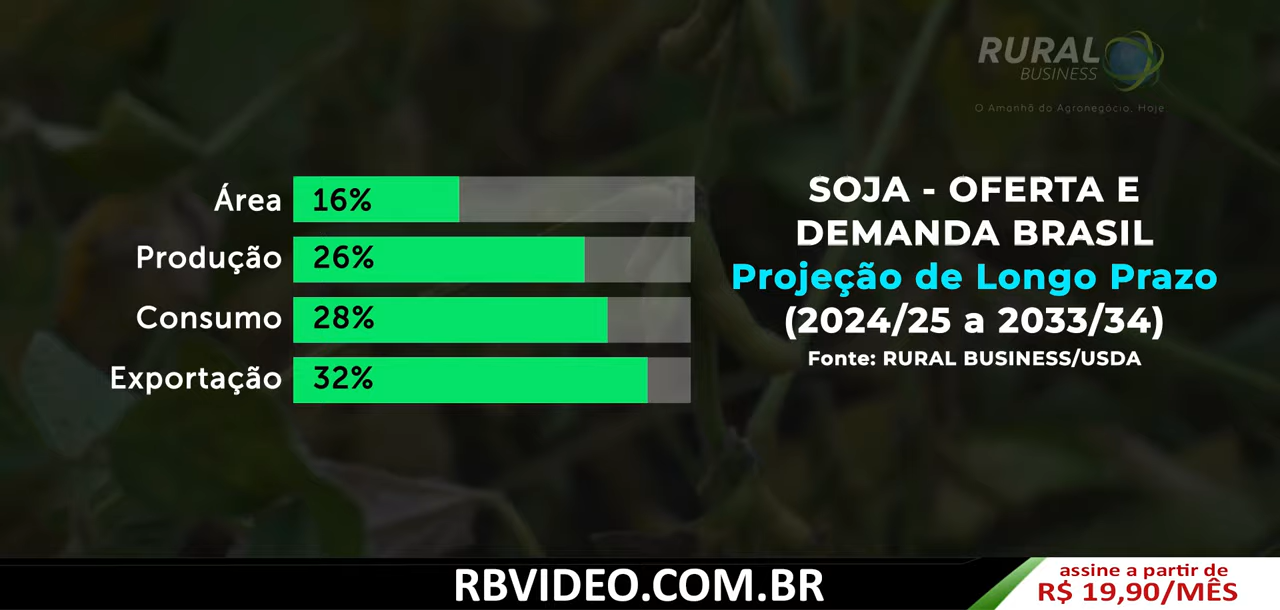 RURAL
BUSINESS
O Amanhã do Agronegócio, Hoje
Área 16%
Produção 26%
Consumo 28%
Exportação 32%
SOJA - OFERTA E
DEMANDA BRASIL
Projeção de Longo Prazo
(2024/25 a 2033/34)
Fonte: RURAL BUSINESS/USDA
RBVIDEO.COM.BR
assine a partir de
R$ 19,90/MÊS